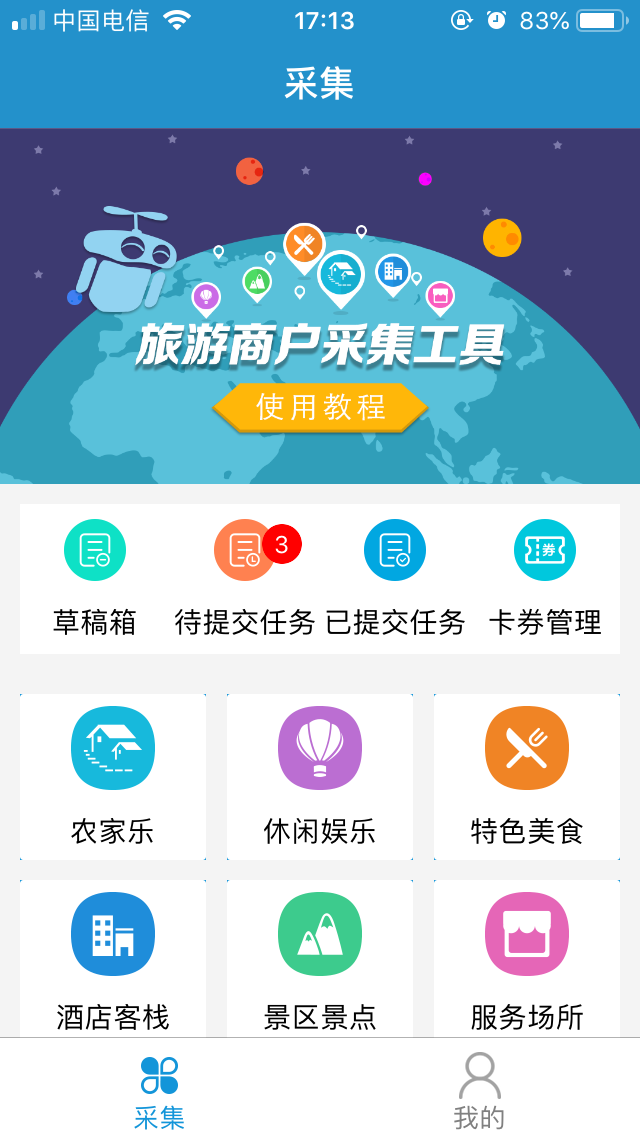 中国电信 17:13 83%
采集
旅游商户采集工具
使用教程
3
券
草稿箱 待提交任务 已提交任务 卡券管理
农家乐 休闲娱乐 特色美食
酒店客栈 景区景点 服务场所
采集 我的